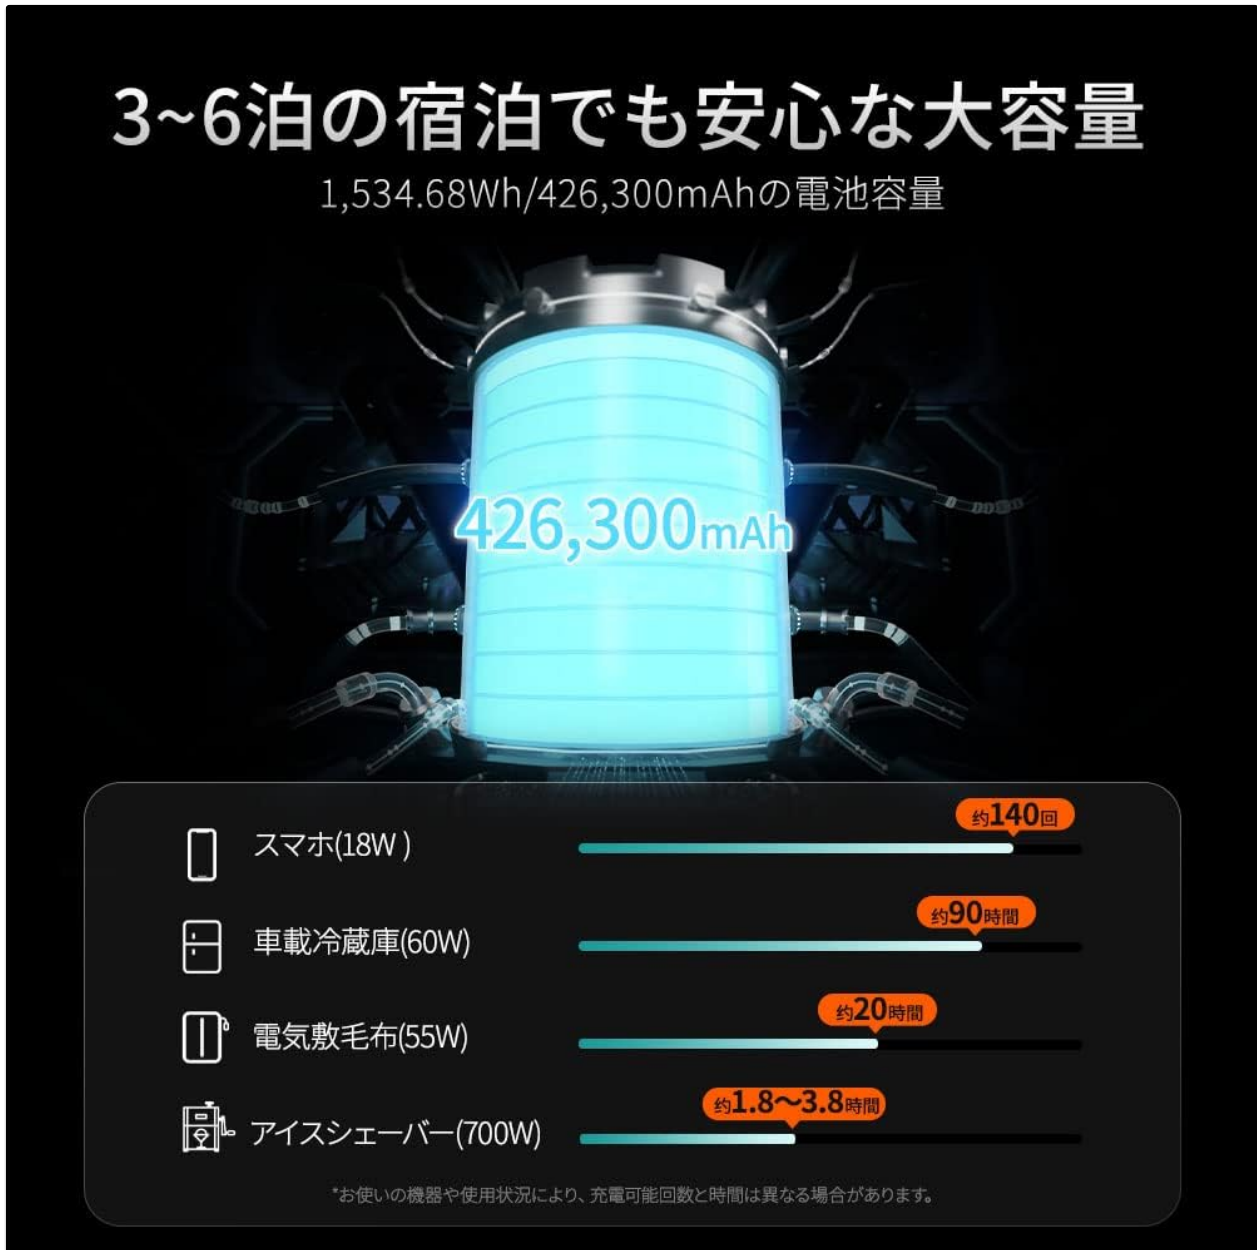 3~6泊の宿泊でも安心な大容量
1,534.68Wh/426,300mAhの電池容量
426,300mAh
スマホ(18W )
约140回
車載冷蔵庫(60W)
约90時間
電気敷毛布(55W)
约20時間
アイスシェーバー(700W)
约1.8～3.8時間
*お使いの機器や使用状況により、充電可能回数と時間は異なる場合があります。